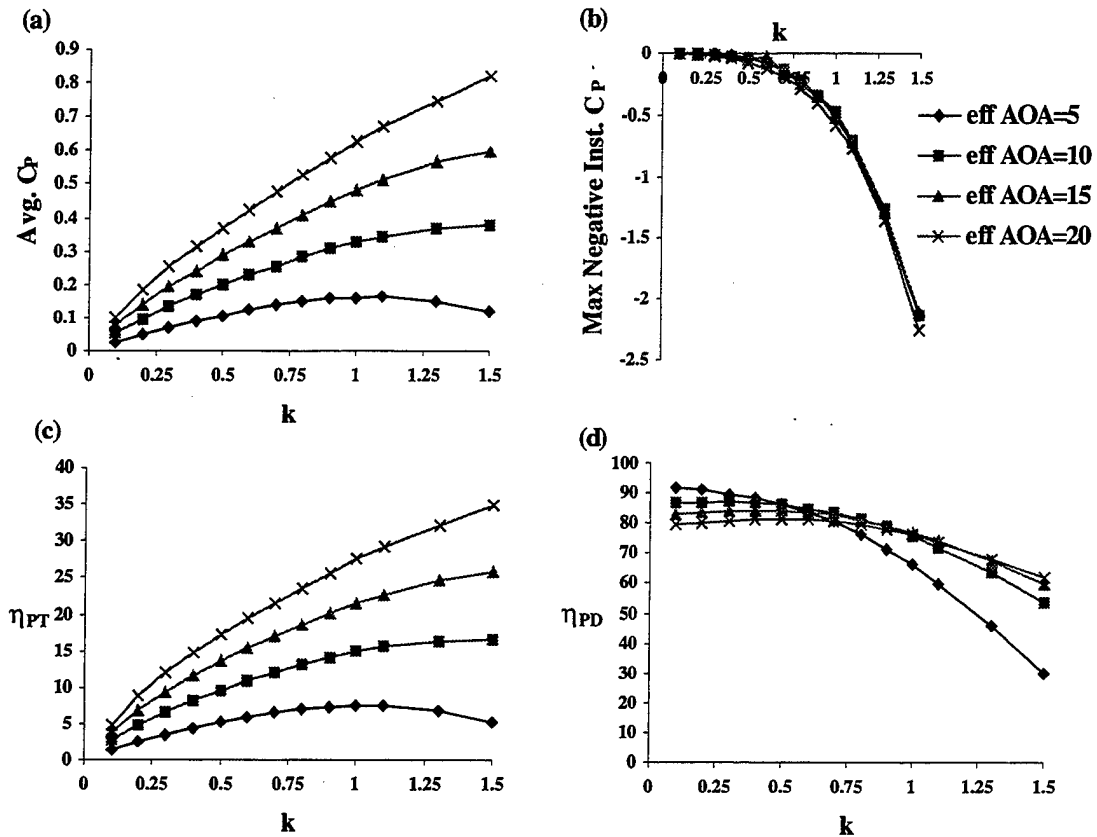 (a)
0.9
0.8
0.7
0.6
0.5
0.4
0.3
0.2
0.1
0
Avg. CP
0 0.25 0.5 0.75 1 1.25 1.5
k
(b)
k
0
-0.5
-1
-1.5
-2
-2.5
Max Negative Inst. CP
0 0.25 0.5 0.75 1 1.25 1.5
eff AOA=5
eff AOA=10
eff AOA=15
eff AOA=20
(c)
40
35
30
25
20
15
10
5
0
ηPT
0 0.25 0.5 0.75 1 1.25 1.5
k
(d)
100
90
80
70
60
50
40
30
20
10
0
ηPD
0 0.25 0.5 0.75 1 1.25 1.5
k